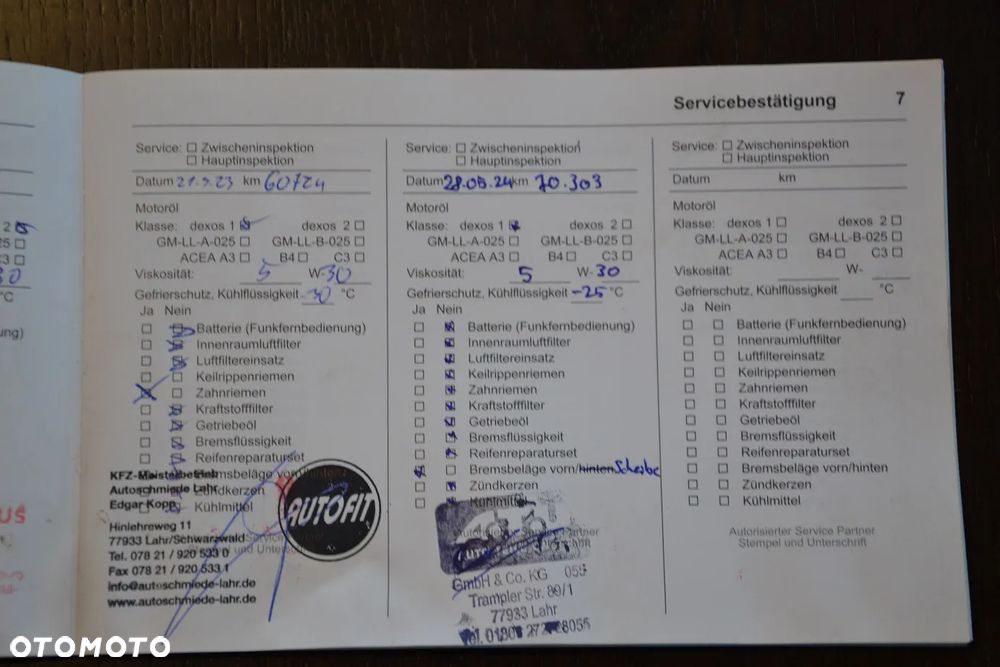 Servicebestätigung 7
Service: Zwischeninspektion
Hauptinspektion
Datum 21.9.23 km 60724
Motoröl
Klasse: dexos 1 dexos 2
GM-LL-A-025 GM-LL-B-025
ACEA A3 B4 C3
Viskosität: 5 W-30
Gefrierschutz, Kühlflüssigkeit -30 °C
Ja Nein
Batterie (Funkfernbedienung)
Innenraumluftfilter
Luftfiltereinsatz
Keilrippenriemen
Zahnriemen
Kraftstofffilter
Getriebeöl
Bremsflüssigkeit
Reifenreparaturset
Bremsbeläge vorn/hinten
Zündkerzen
Kühlmittel
KFZ-Meisterbetrieb
Autoschmiede Lahr
Edgar Kopp
Hinlehreweg 11
77933 Lahr/Schwarzwald
Tel. 078 21 / 920 533 0
Fax 078 21 / 920 533 1
info@autoschmiede-lahr.de
www.autoschmiede-lahr.de
AUTOFIT
Service: Zwischeninspektion
Hauptinspektion
Datum 28.05.24 km 70.303
Motoröl
Klasse: dexos 1 dexos 2
GM-LL-A-025 GM-LL-B-025
ACEA A3 B4 C3
Viskosität: 5 W-30
Gefrierschutz, Kühlflüssigkeit -25 °C
Ja Nein
Batterie (Funkfernbedienung)
Innenraumluftfilter
Luftfiltereinsatz
Keilrippenriemen
Zahnriemen
Kraftstofffilter
Getriebeöl
Bremsflüssigkeit
Reifenreparaturset
Bremsbeläge vorn/hinten Scheibe
Zündkerzen
Kühlmittel
GmbH & Co. KG 055
Trampler Str. 89/1
77933 Lahr
Service: Zwischeninspektion
Hauptinspektion
Datum km
Motoröl
Klasse: dexos 1 dexos 2
GM-LL-A-025 GM-LL-B-025
ACEA A3 B4 C3
Viskosität: W-
Gefrierschutz, Kühlflüssigkeit °C
Ja Nein
Batterie (Funkfernbedienung)
Innenraumluftfilter
Luftfiltereinsatz
Keilrippenriemen
Zahnriemen
Kraftstofffilter
Getriebeöl
Bremsflüssigkeit
Reifenreparaturset
Bremsbeläge vorn/hinten
Zündkerzen
Kühlmittel
Autorisierter Service Partner
Stempel und Unterschrift
OTOMOTO